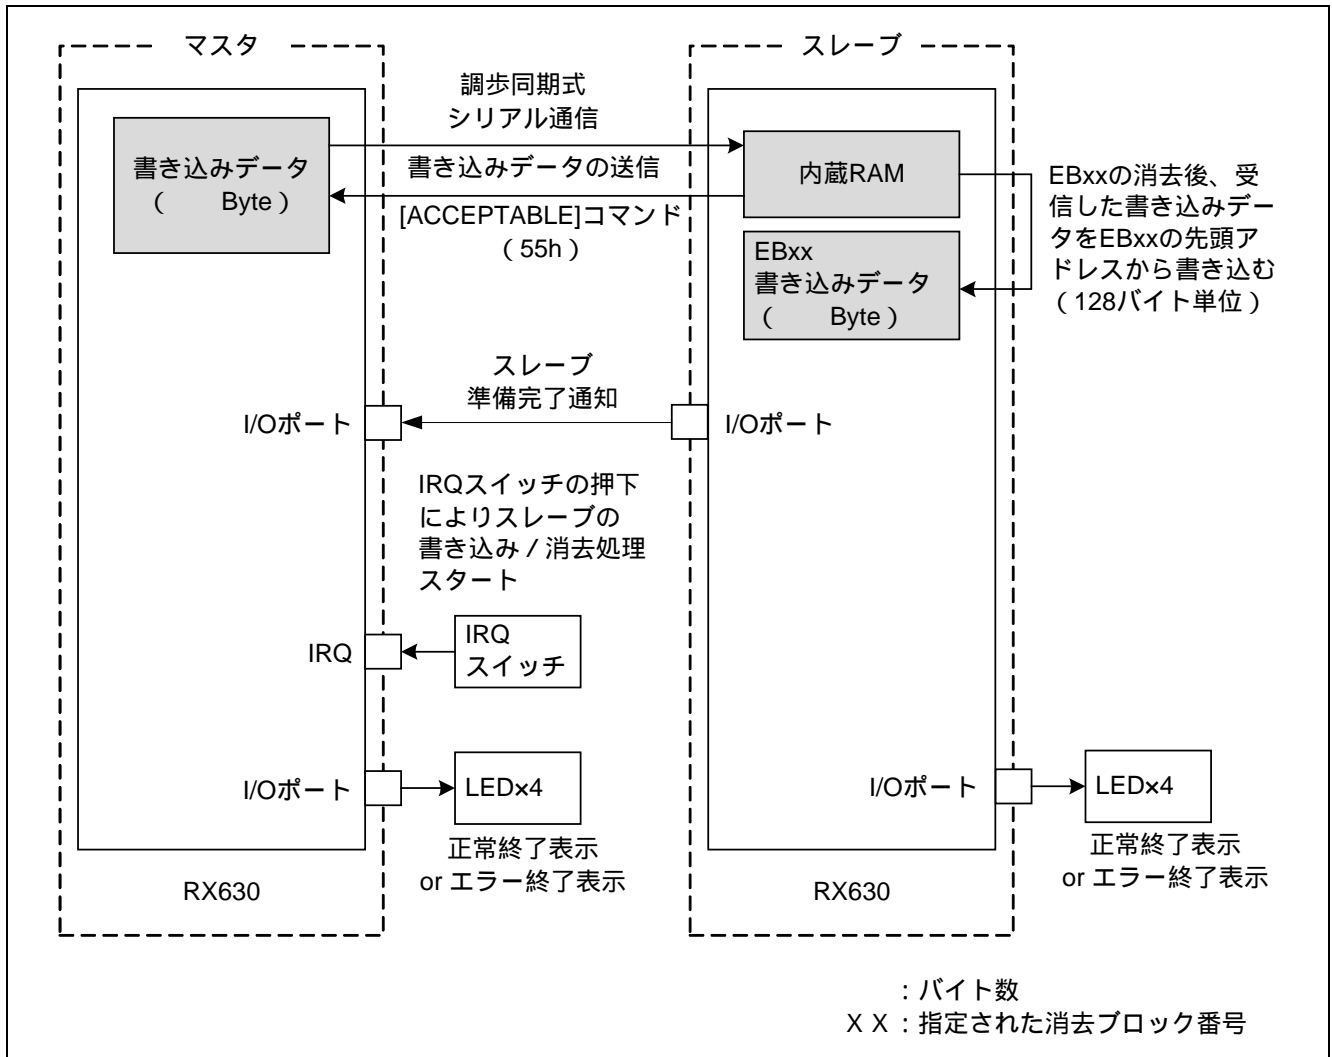 マスタ
スレーブ
調歩同期式
シリアル通信
書き込みデータ
( Byte )
書き込みデータの送信
[ACCEPTABLE]コマンド
( 55h )
内蔵RAM
EBxx
書き込みデータ
( Byte )
EBxxの消去後、受
信した書き込みデー
タをEBxxの先頭ア
ドレスから書き込む
( 128バイト単位 )
スレーブ
準備完了通知
I/Oポート
I/Oポート
IRQスイッチの押下
によりスレーブの
書き込み / 消去処理
スタート
IRQ
IRQ
スイッチ
I/Oポート
LED×4
正常終了表示
or エラー終了表示
I/Oポート
LED×4
正常終了表示
or エラー終了表示
RX630
RX630
: バイト数
X X : 指定された消去ブロック番号